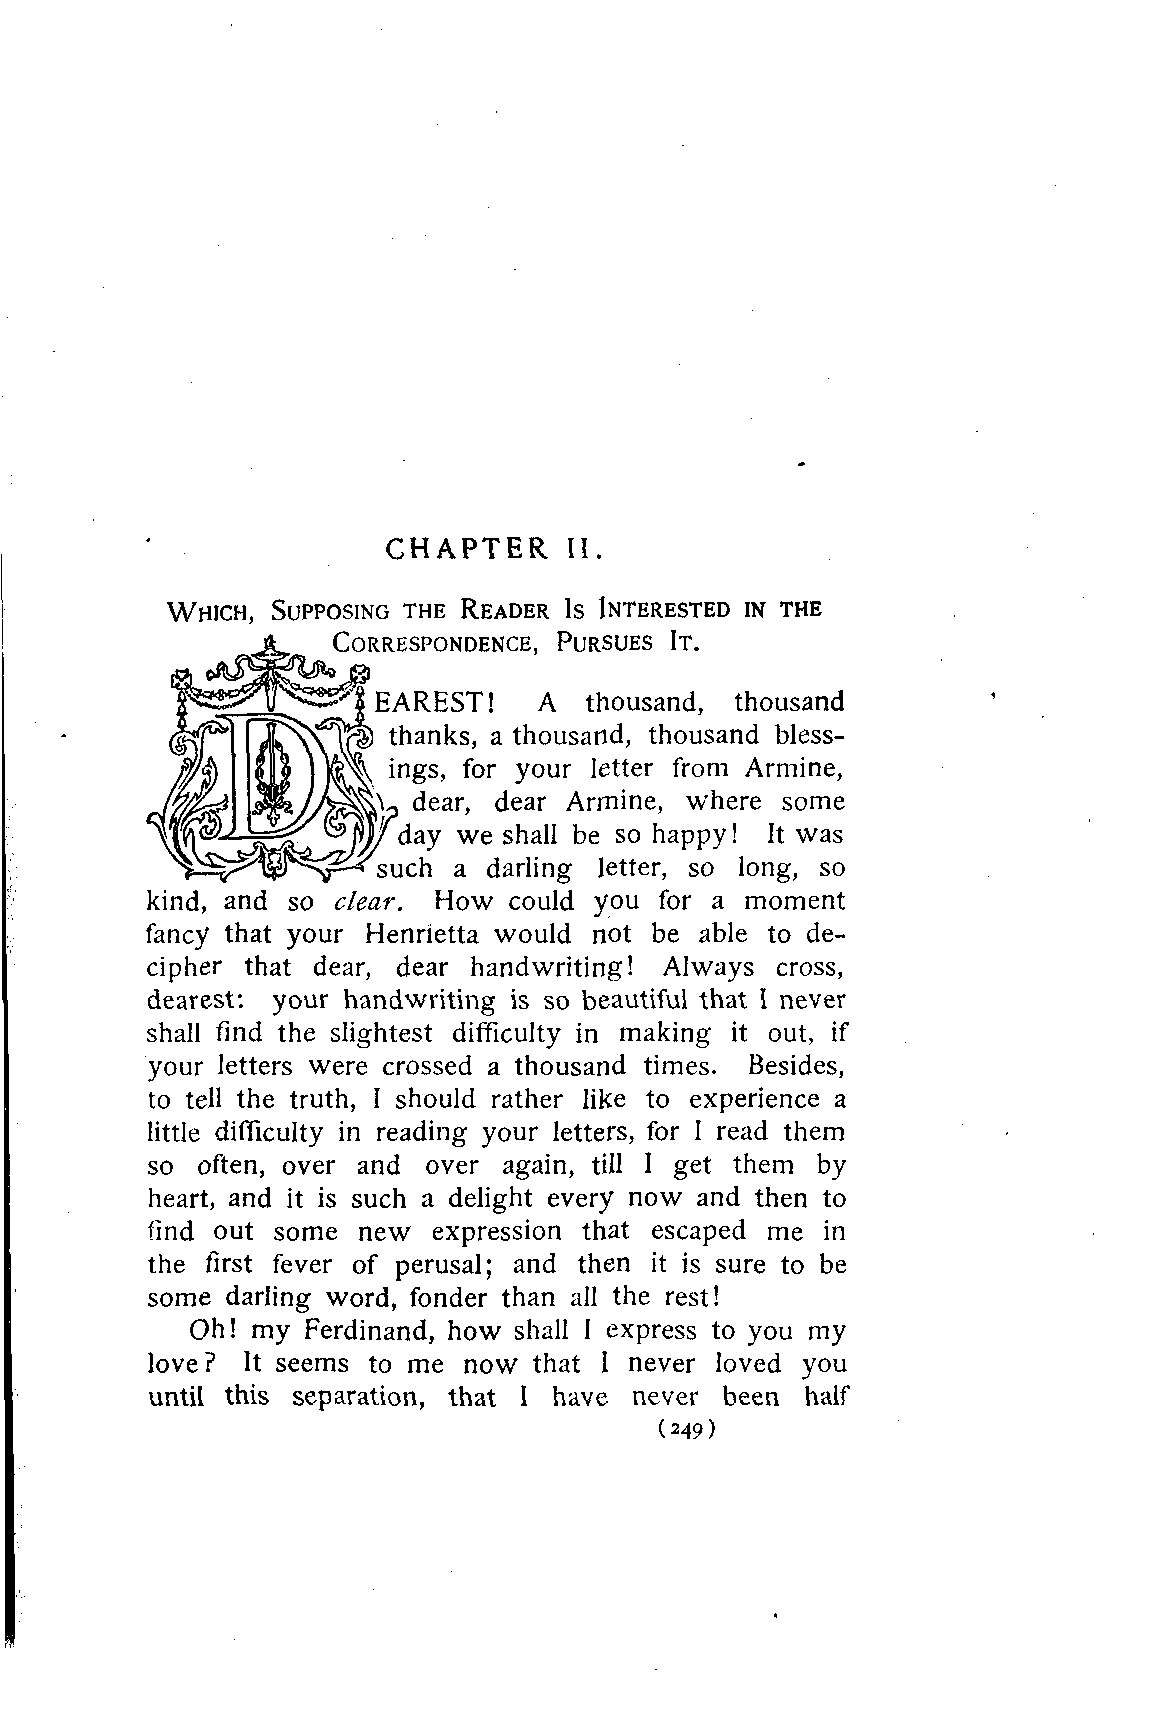 CHAPTER II.
WHICH, SUPPOSING THE READER IS INTERESTED IN THE
CORRESPONDENCE, PURSUES IT.
DEAREST! A thousand, thousand
thanks, a thousand, thousand bless-
ings, for your letter from Armine,
dear, dear Armine, where some
day we shall be so happy! It was
such a darling letter, so long, so
kind, and so clear. How could you for a moment
fancy that your Henrietta would not be able to de-
cipher that dear, dear handwriting! Always cross,
dearest: your handwriting is so beautiful that I never
shall find the slightest difficulty in making it out, if
your letters were crossed a thousand times. Besides,
to tell the truth, I should rather like to experience a
little difficulty in reading your letters, for I read them
so often, over and over again, till I get them by
heart, and it is such a delight every now and then to
find out some new expression that escaped me in
the first fever of perusal; and then it is sure to be
some darling word, fonder than all the rest!
Oh! my Ferdinand, how shall I express to you my
love? It seems to me now that I never loved you
until this separation, that I have never been half
(249)